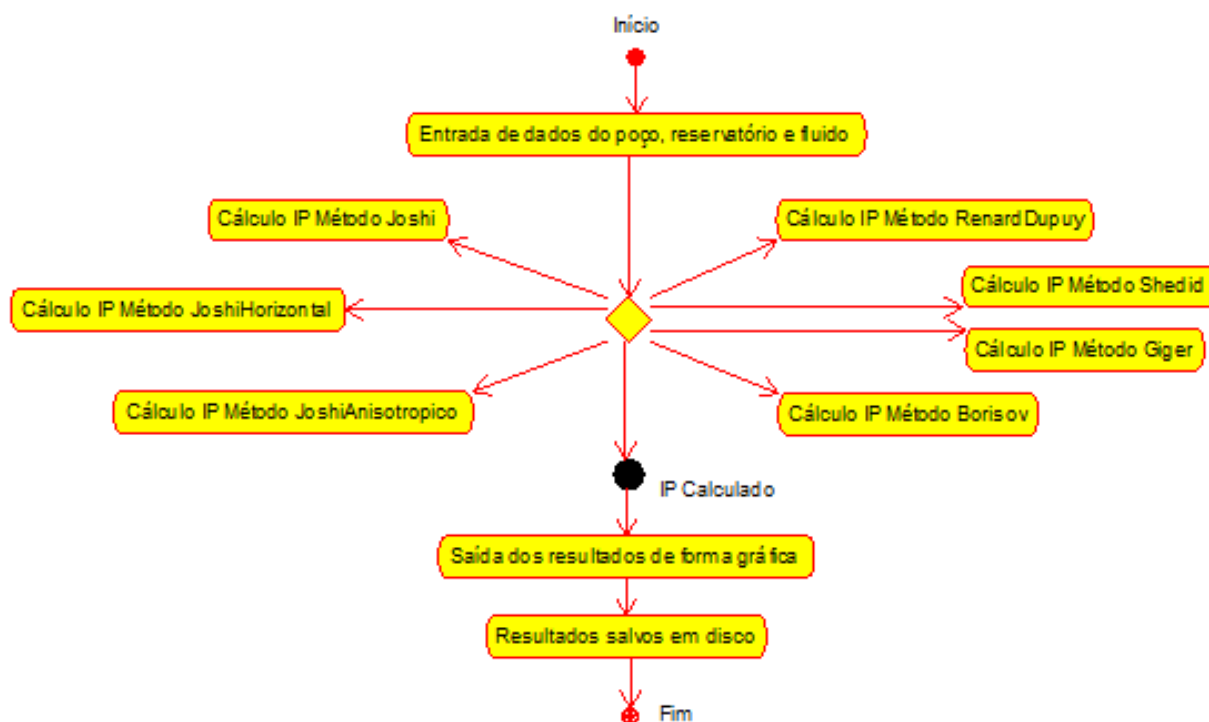 Início
Entrada de dados do poço, reservatório e fluido
Cálculo IP Método Joshi
Cálculo IP Método RenardDupuy
Cálculo IP Método JoshiHorizontal
Cálculo IP Método Shedid
Cálculo IP Método Giger
Cálculo IP Método JoshiAnisotropico
Cálculo IP Método Borisov
IP Calculado
Saída dos resultados de forma gráfica
Resultados salvos em disco
Fim